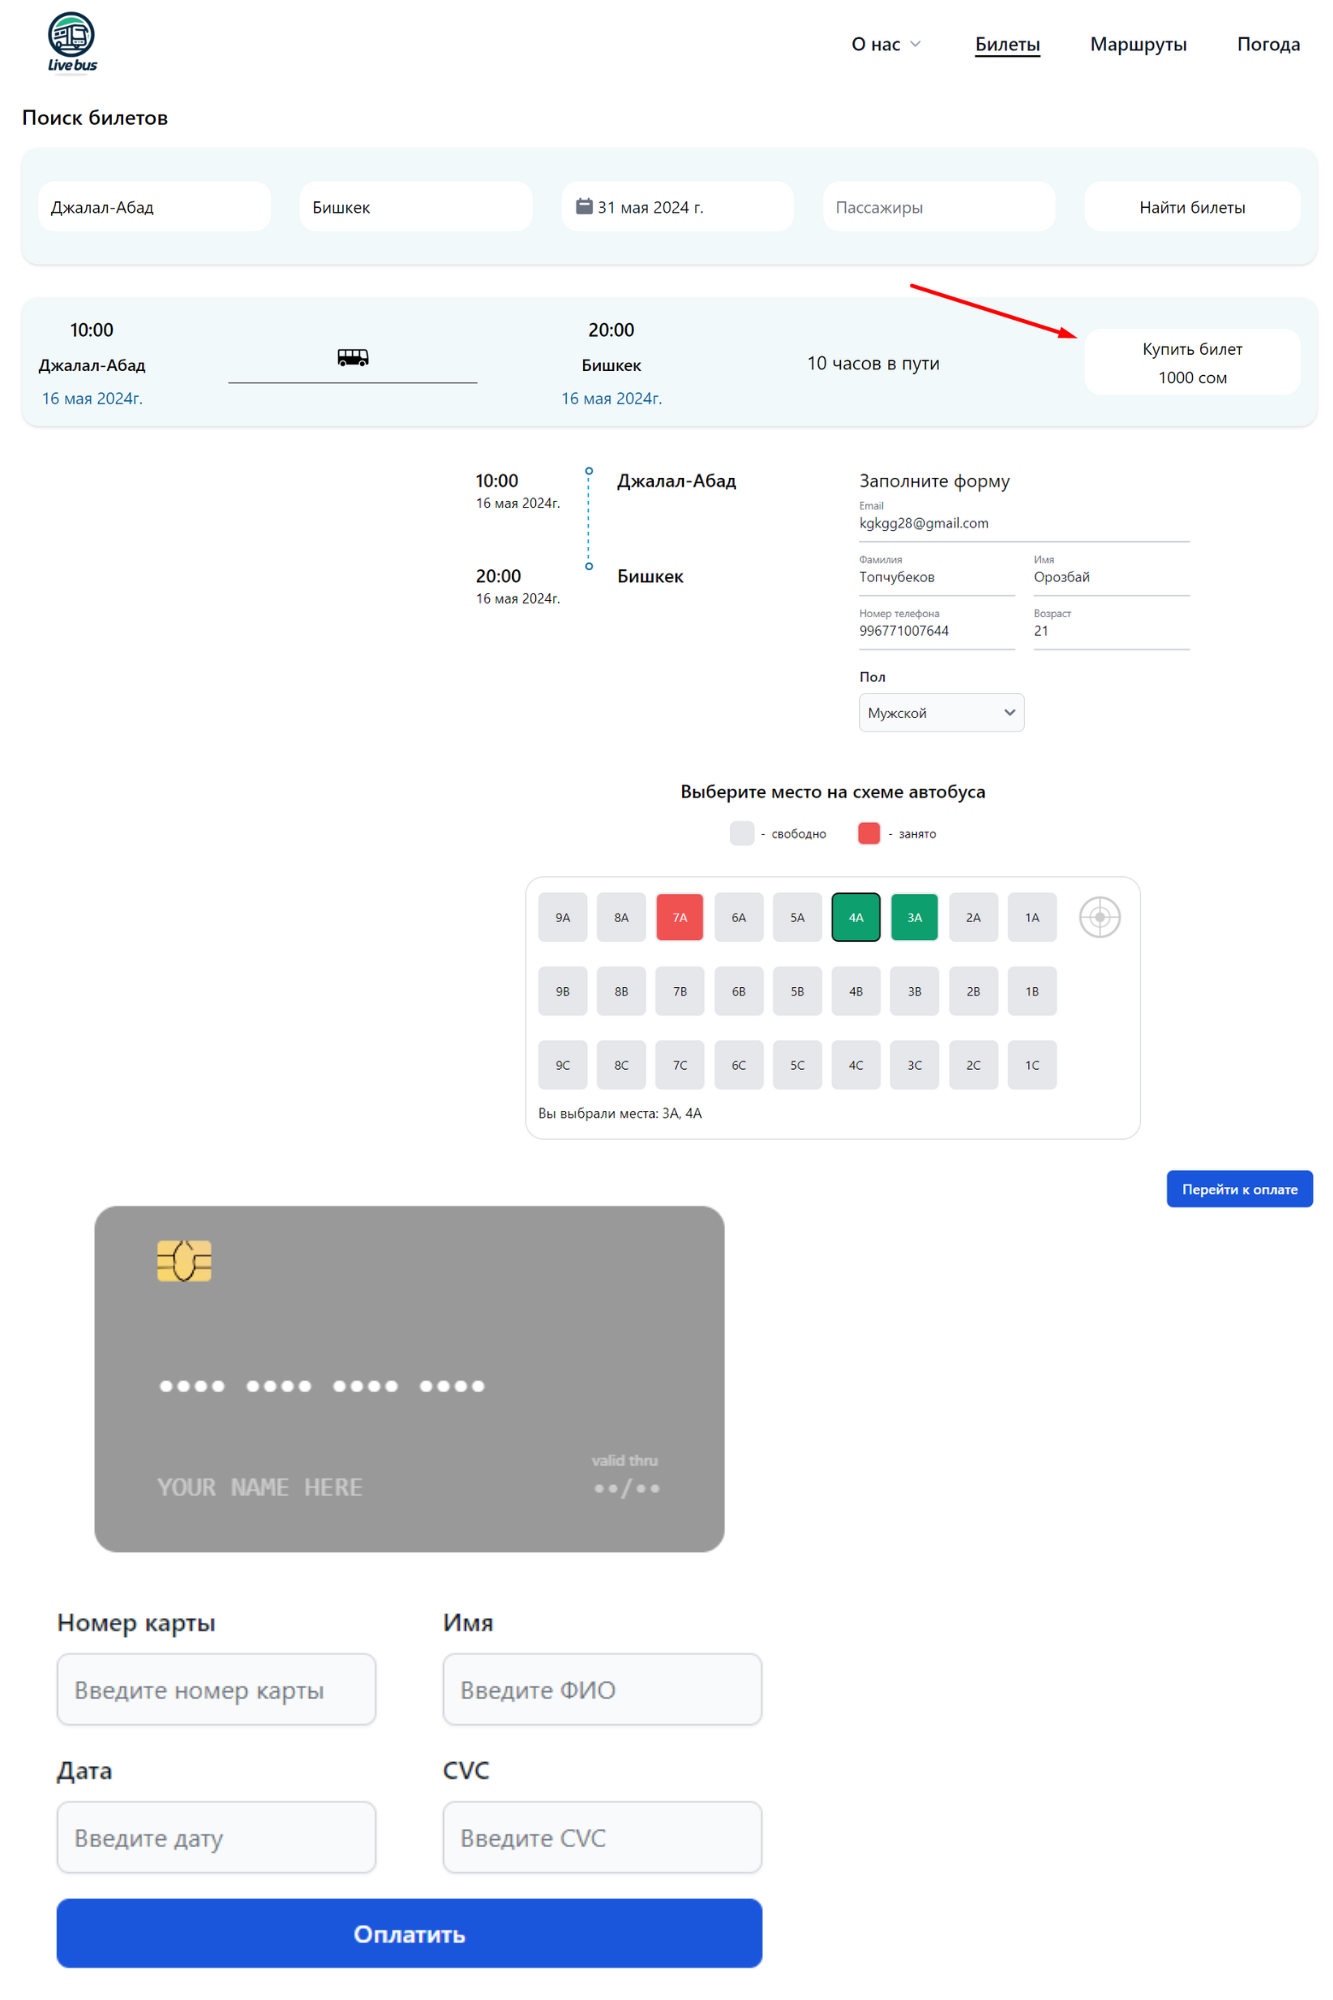 Live bus
О нас
Билеты
Маршруты
Погода
Поиск билетов
Джалал-Абад
Бишкек
31 мая 2024 г.
Пассажиры
Найти билеты
10:00
Джалал-Абад
16 мая 2024г.
20:00
Бишкек
16 мая 2024г.
10 часов в пути
Купить билет
1000 сом
10:00
16 мая 2024г.
Джалал-Абад
20:00
16 мая 2024г.
Бишкек
Заполните форму
Email
kgkgg28@gmail.com
Фамилия
Топчубеков
Имя
Орозбай
Номер телефона
996771007644
Возраст
21
Пол
Мужской
Выберите место на схеме автобуса
- свободно
- занято
9A 8A 7A 6A 5A 4A 3A 2A 1A
9B 8B 7B 6B 5B 4B 3B 2B 1B
9C 8C 7C 6C 5C 4C 3C 2C 1C
Вы выбрали места: 3A, 4A
Перейти к оплате
•••• •••• •••• ••••
valid thru
YOUR NAME HERE
••/••
Номер карты
Введите номер карты
Имя
Введите ФИО
Дата
Введите дату
CVC
Введите CVC
Оплатить